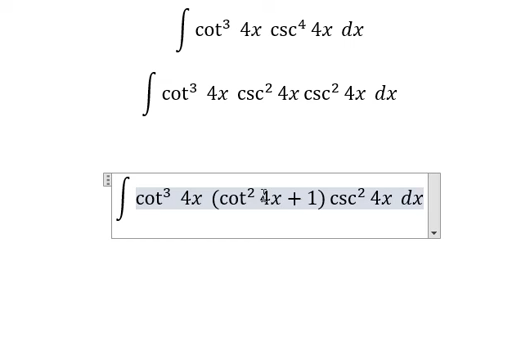 ∫ cot³ 4x csc⁴ 4x dx
∫ cot³ 4x csc² 4x csc² 4x dx
∫ cot³ 4x (cot² 4x + 1) csc² 4x dx